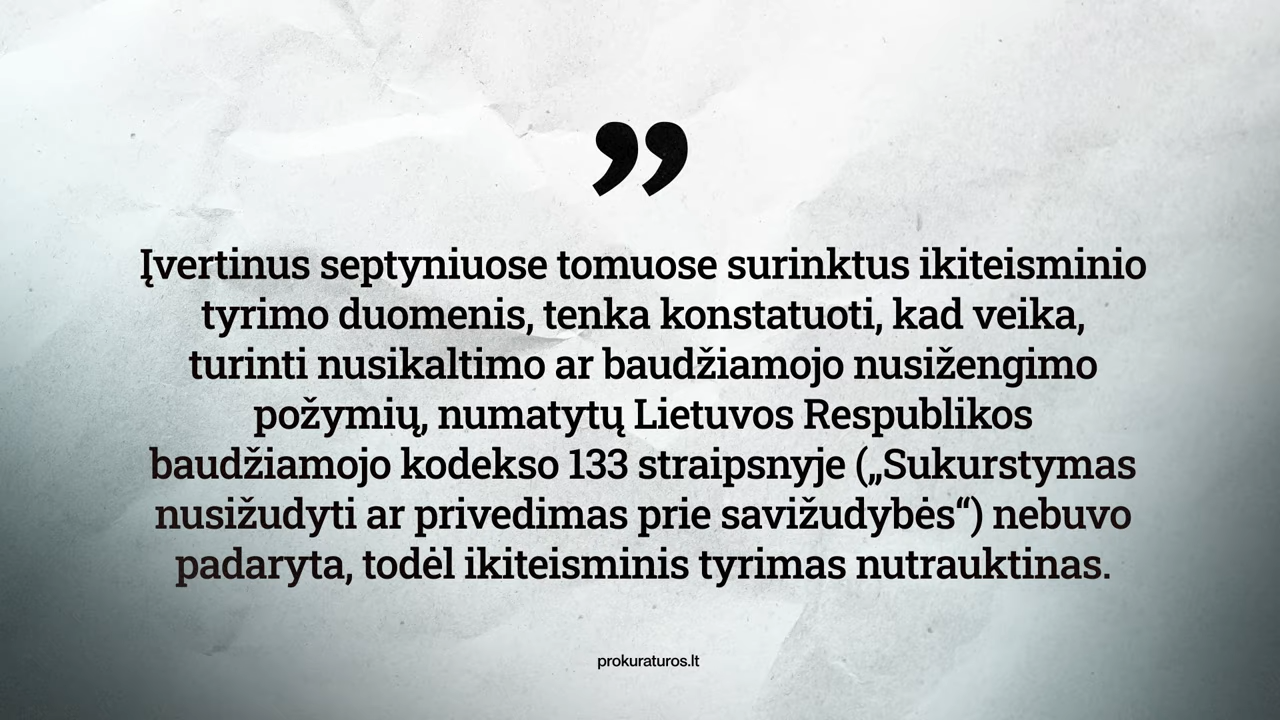 ”
Įvertinus septyniuose tomuose surinktus ikiteisminio
tyrimo duomenis, tenka konstatuoti, kad veika,
turinti nusikaltimo ar baudžiamojo nusižengimo
požymių, numatytų Lietuvos Respublikos
baudžiamojo kodekso 133 straipsnyje („Sukurstymas
nusižudyti ar privedimas prie savižudybės“) nebuvo
padaryta, todėl ikiteisminis tyrimas nutrauktinas.
prokuraturos.lt